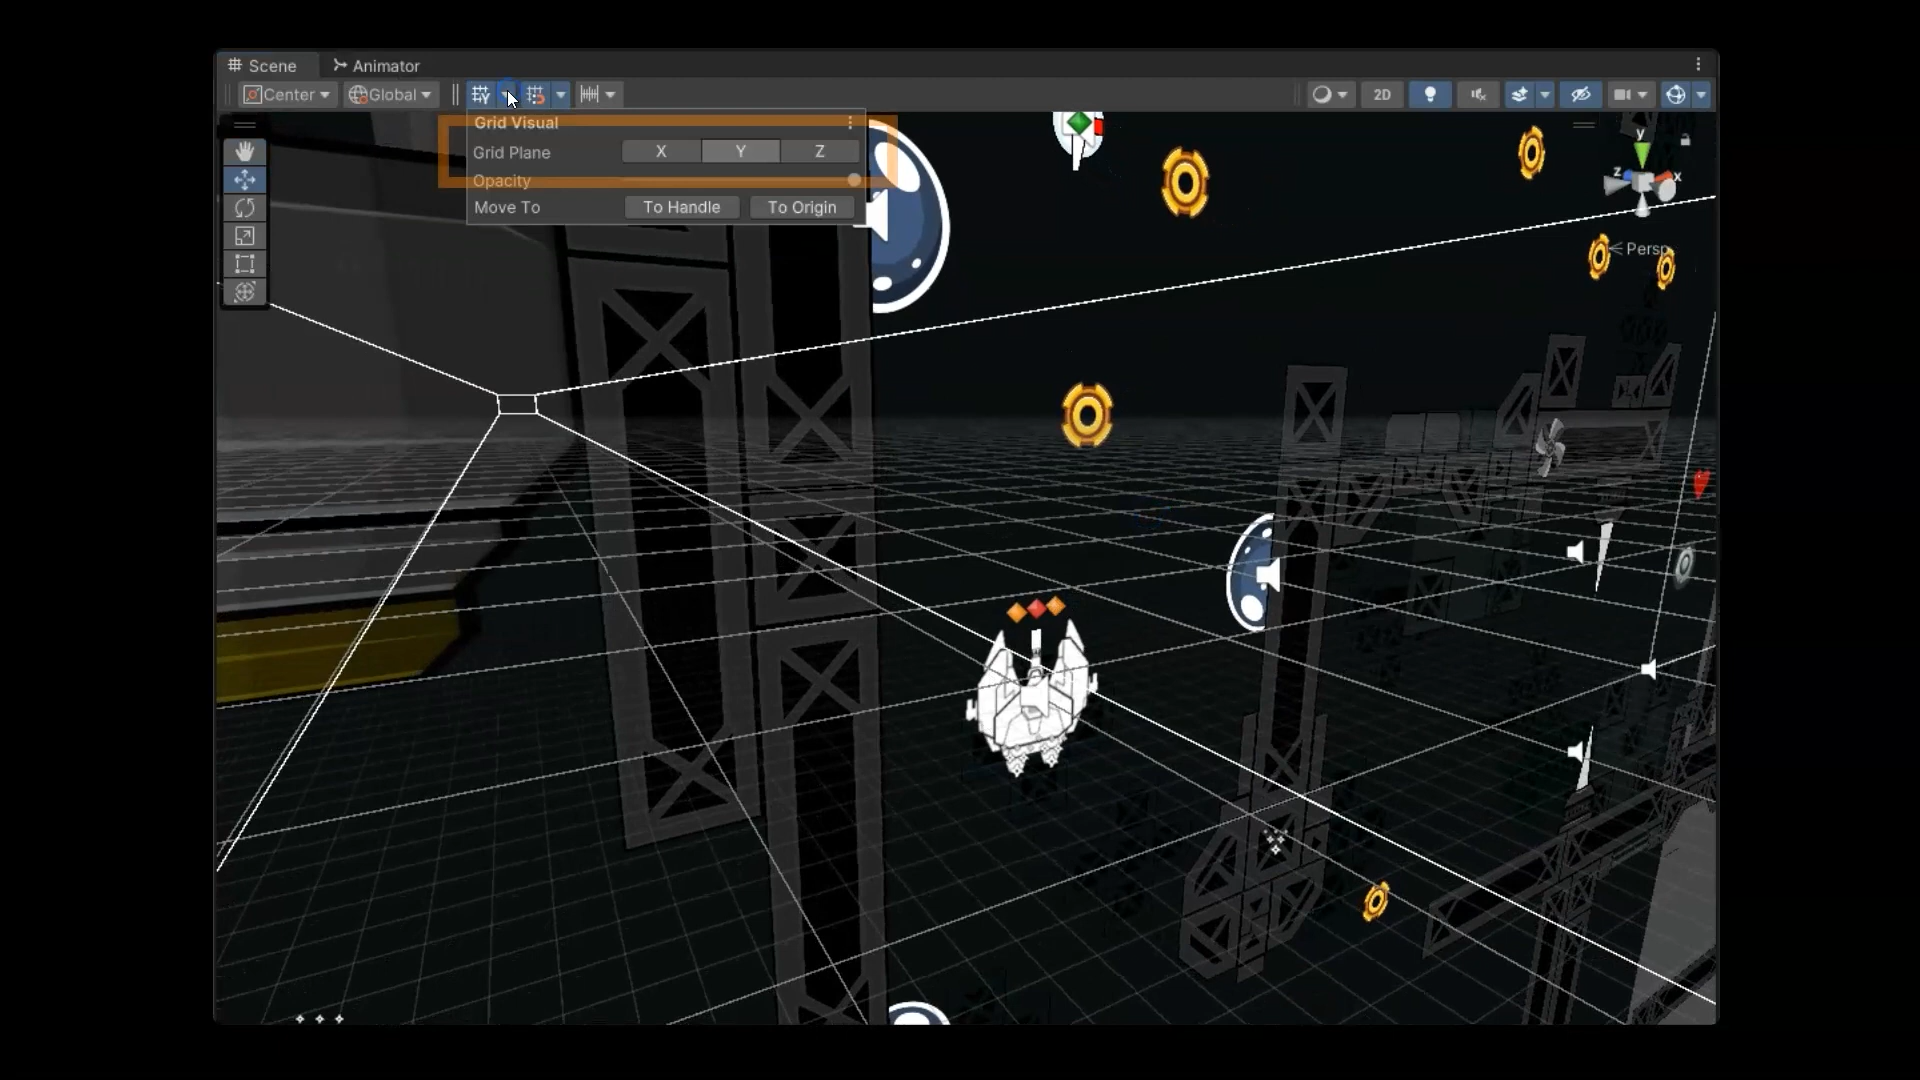 Scene Animator
Center Global Y 2D
Grid Visual
Grid Plane X Y Z
Opacity
Move To To Handle To Origin
y
z x
Persp